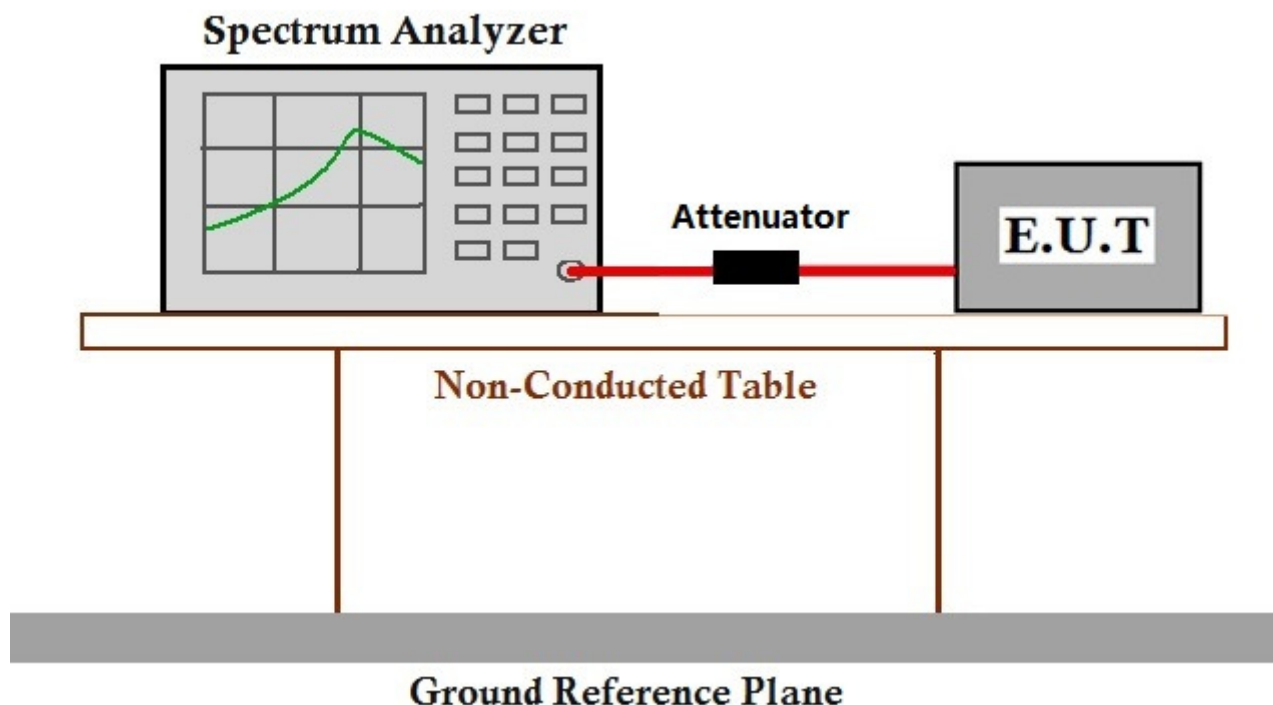 Spectrum Analyzer
Attenuator
E.U.T
Non-Conducted Table
Ground Reference Plane